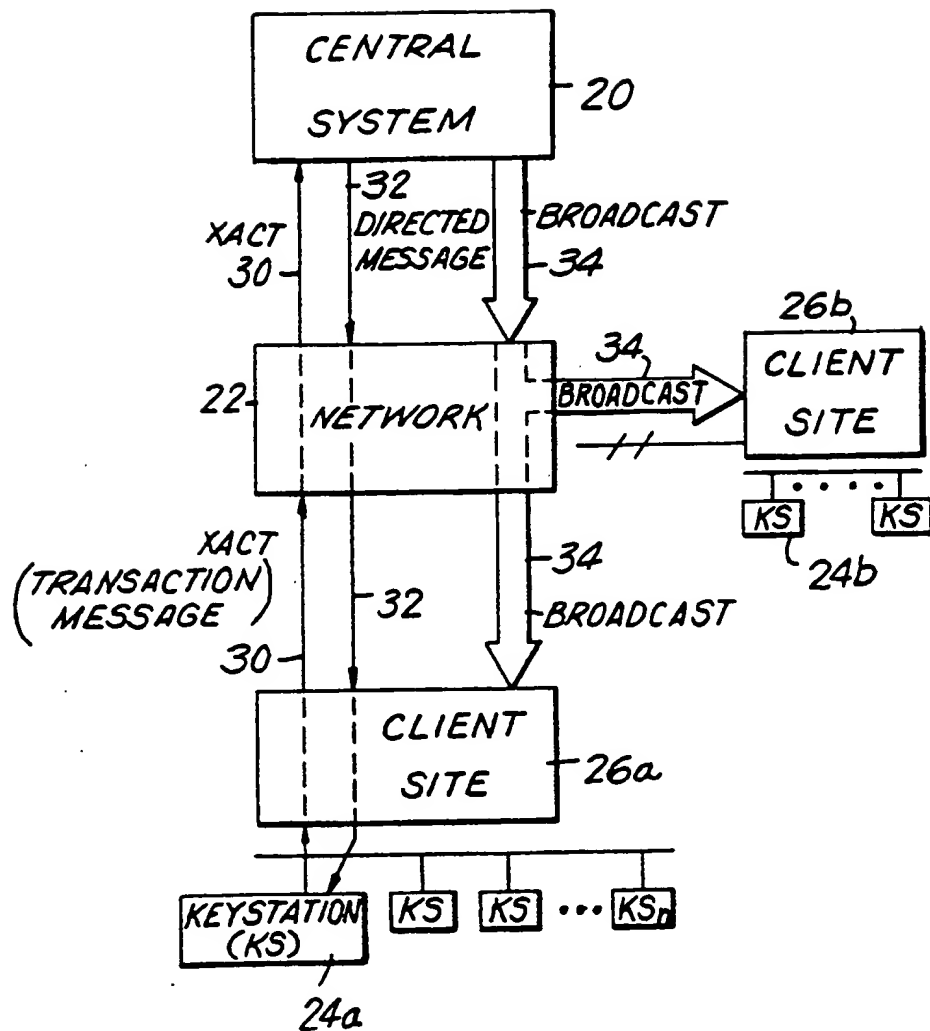 CENTRAL
SYSTEM
20
32
DIRECTED
MESSAGE
BROADCAST
34
XACT
30
26b
CLIENT
SITE
34
BROADCAST
22
NETWORK
KS
KS
24b
XACT
(TRANSACTION
MESSAGE)
30
32
34
BROADCAST
CLIENT
SITE
26a
KEYSTATION
(KS)
KS
KS
KSn
24a